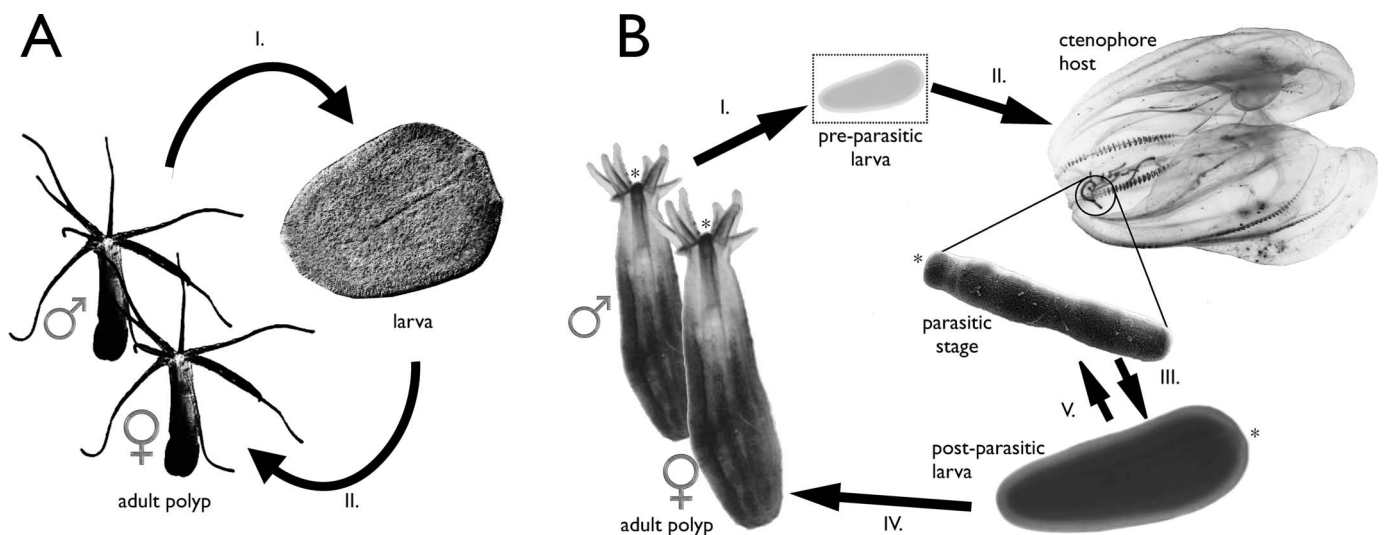 A
I.
larva
II.
adult polyp
B
I.
pre-parasitic
larva
II.
ctenophore
host
*
*
*
parasitic
stage
III.
V.
post-parasitic
larva
*
IV.
adult polyp